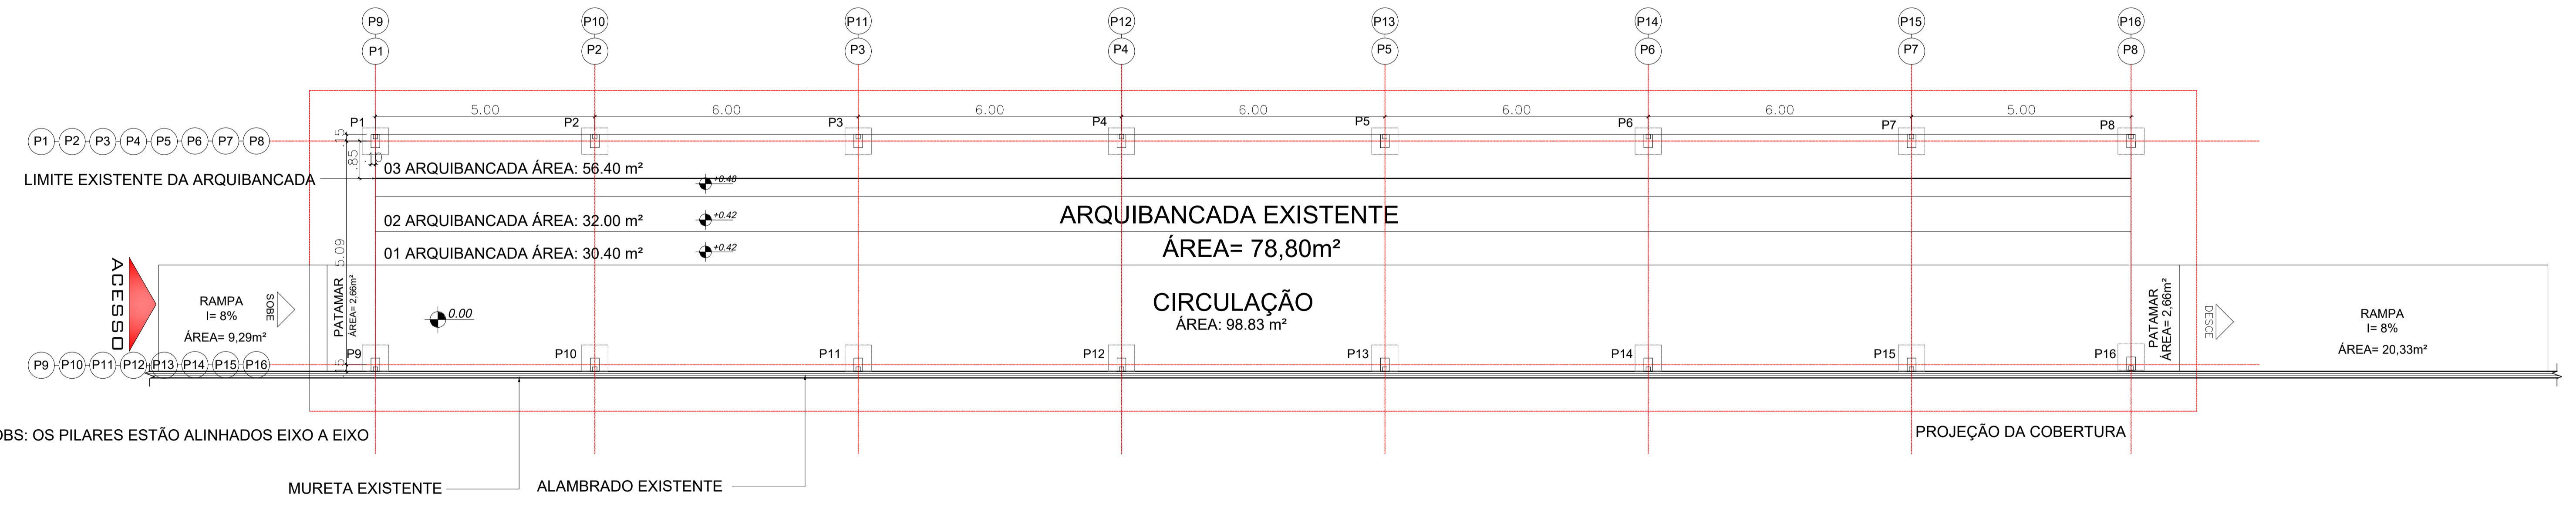 P9 P10 P11 P12 P13 P14 P15 P16
P1 P2 P3 P4 P5 P6 P7 P8
5.00 6.00 6.00 6.00 6.00 6.00 5.00
P1 P2 P3 P4 P5 P6 P7 P8
P1 P2 P3 P4 P5 P6 P7 P8
.15
.85
.10
03 ARQUIBANCADA ÁREA: 56.40 m²
LIMITE EXISTENTE DA ARQUIBANCADA
+0.48
02 ARQUIBANCADA ÁREA: 32.00 m²
+0.42
ARQUIBANCADA EXISTENTE
ÁREA= 78,80m²
01 ARQUIBANCADA ÁREA: 30.40 m²
+0.42
5.09
ACESSO
RAMPA
I= 8%
ÁREA= 9,29m²
SOBE
PATAMAR
ÁREA= 2,66m²
0.00
CIRCULAÇÃO
ÁREA: 98.83 m²
PATAMAR
ÁREA= 2,66m²
DESCE
RAMPA
I= 8%
ÁREA= 20,33m²
P9 P10 P11 P12 P13 P14 P15 P16
P9 P10 P11 P12 P13 P14 P15 P16
OBS: OS PILARES ESTÃO ALINHADOS EIXO A EIXO
PROJEÇÃO DA COBERTURA
MURETA EXISTENTE
ALAMBRADO EXISTENTE